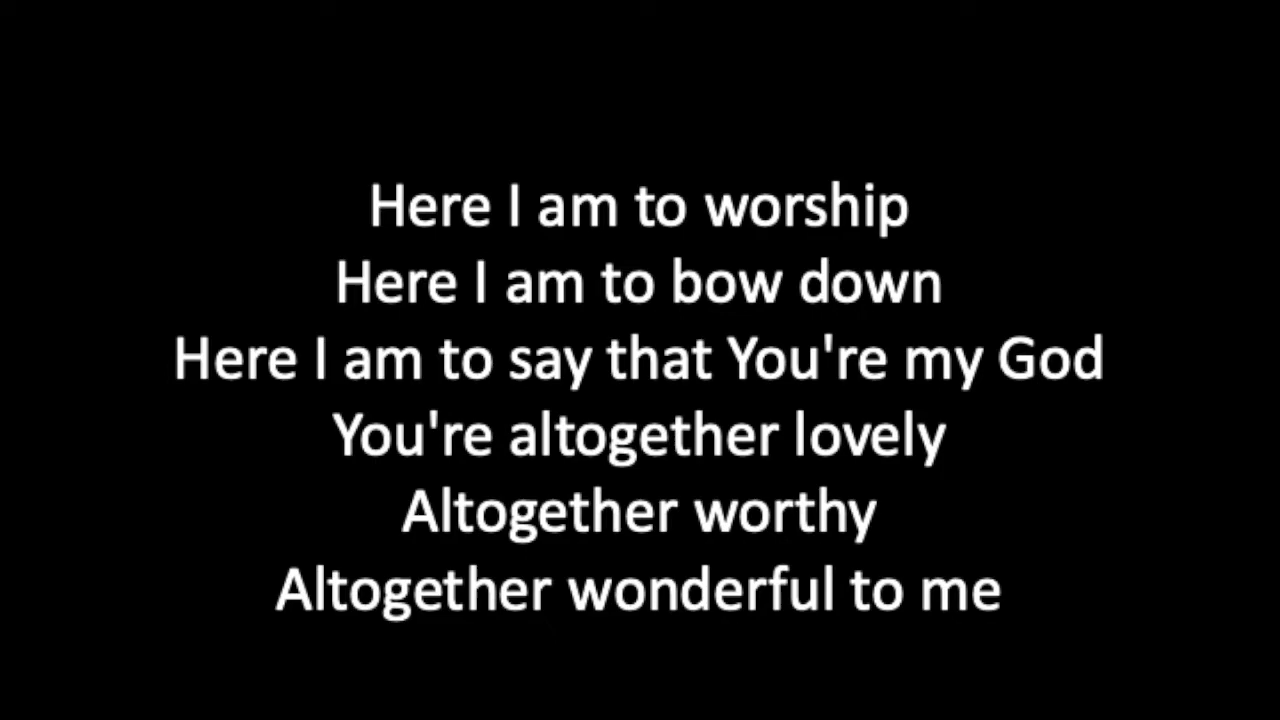 Here I am to worship
Here I am to bow down
Here I am to say that You're my God
You're altogether lovely
Altogether worthy
Altogether wonderful to me